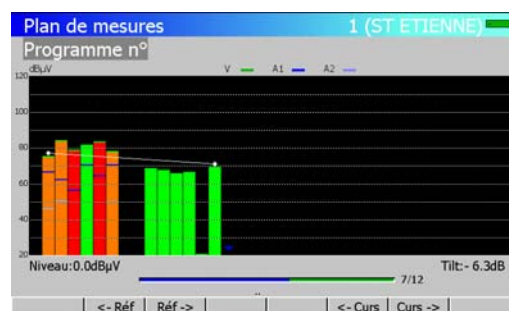 Plan de mesures 1 (ST ETIENNE)
Programme n°
dBµV V A1 A2
120
100
80
60
40
20
Niveau:0.0dBµV Tilt:- 6.3dB
7/12
<- Réf Réf -> <- Curs Curs ->